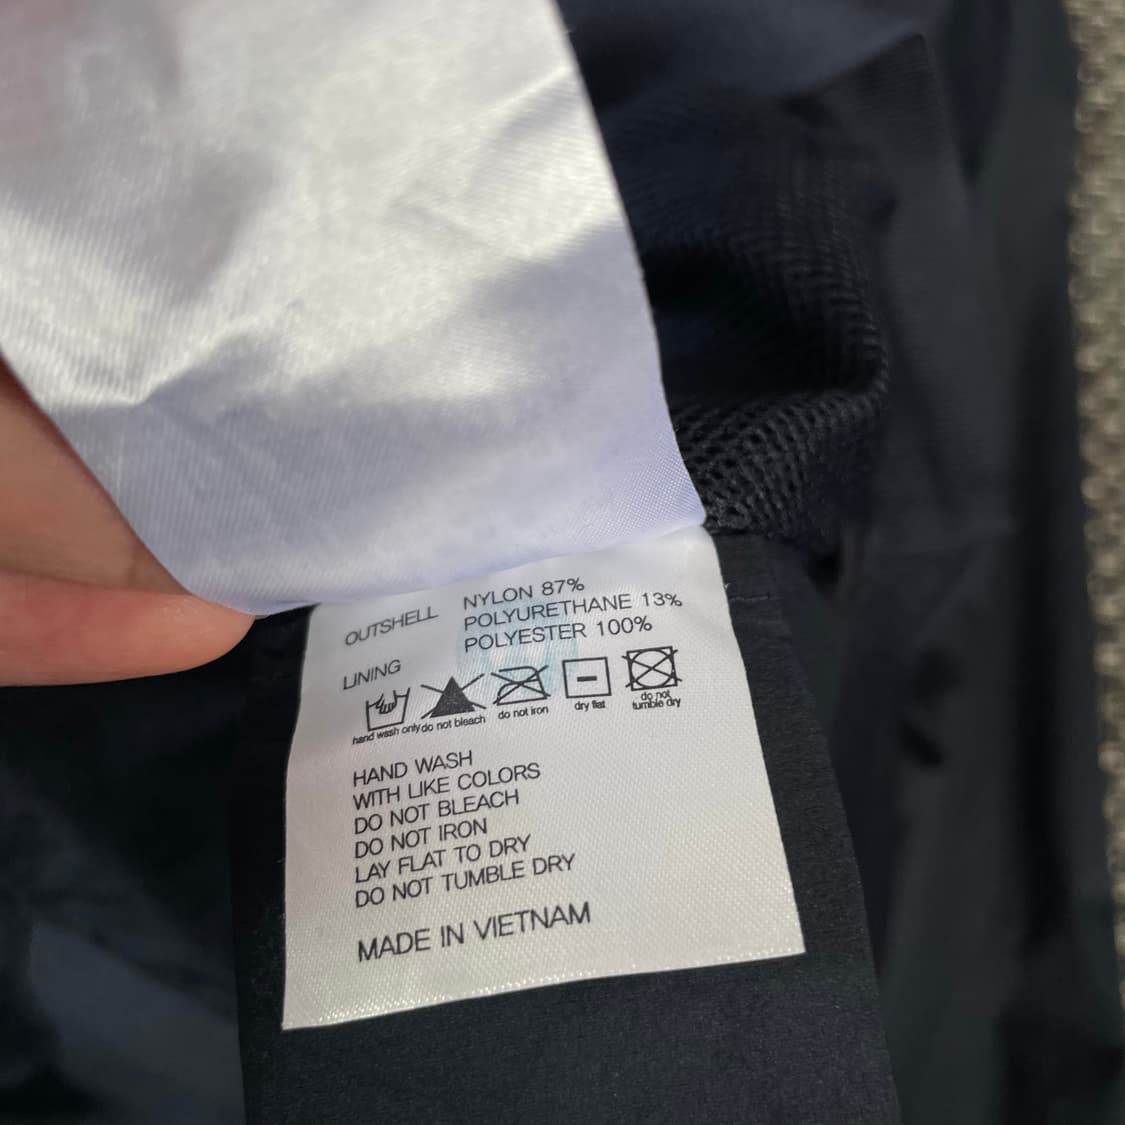 OUTSHELL NYLON 87%
POLYURETHANE 13%
LINING POLYESTER 100%
hand wash only do not bleach do not iron dry flat do not tumble dry
HAND WASH
WITH LIKE COLORS
DO NOT BLEACH
DO NOT IRON
LAY FLAT TO DRY
DO NOT TUMBLE DRY
MADE IN VIETNAM